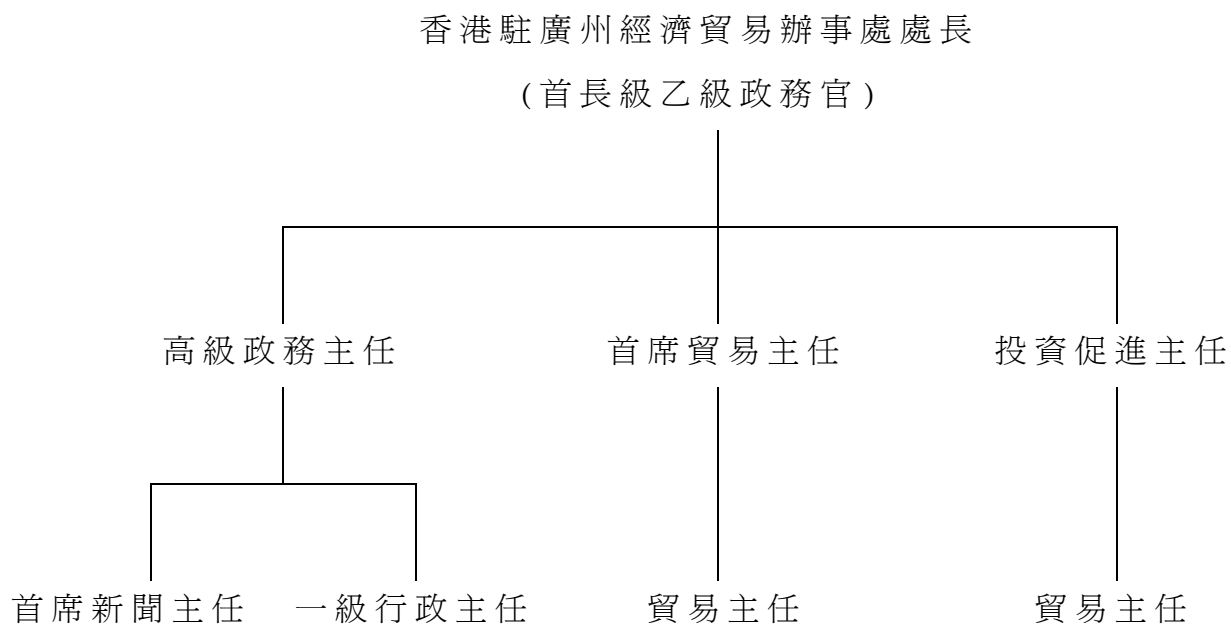 香港駐廣州經濟貿易辦事處處長
(首長級乙級政務官)
高級政務主任 首席貿易主任 投資促進主任
首席新聞主任 一級行政主任 貿易主任 貿易主任